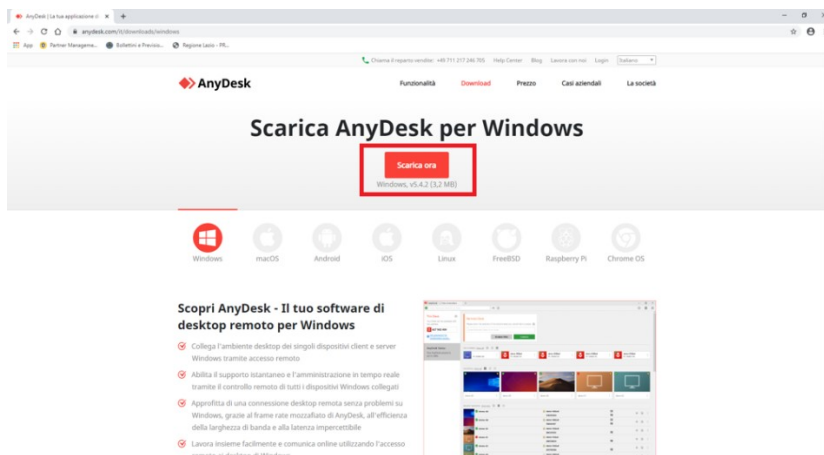 AnyDesk | La tua applicazione di
anydesk.com/it/downloads/windows
App Partner Manageme... Bollettini e Previsio... Regione Lazio - PR...
Chiama il reparto vendite: +49 711 217 246 705 Help Center Blog Lavora con noi Login Italiano
AnyDesk
Funzionalità Download Prezzo Casi aziendali La società
Scarica AnyDesk per Windows
Scarica ora
Windows, v5.4.2 (3,2 MB)
Windows macOS Android iOS Linux FreeBSD Raspberry Pi Chrome OS
Scopri AnyDesk - Il tuo software di
desktop remoto per Windows
Collega l'ambiente desktop dei singoli dispositivi client e server
Windows tramite accesso remoto
Abilita il supporto istantaneo e l'amministrazione in tempo reale
tramite il controllo remoto di tutti i dispositivi Windows collegati
Approfitta di una connessione desktop remota senza problemi su
Windows, grazie al frame rate mozzafiato di AnyDesk, all'efficienza
della larghezza di banda e alla latenza impercettibile
Lavora insieme facilmente e comunica online utilizzando l'accesso